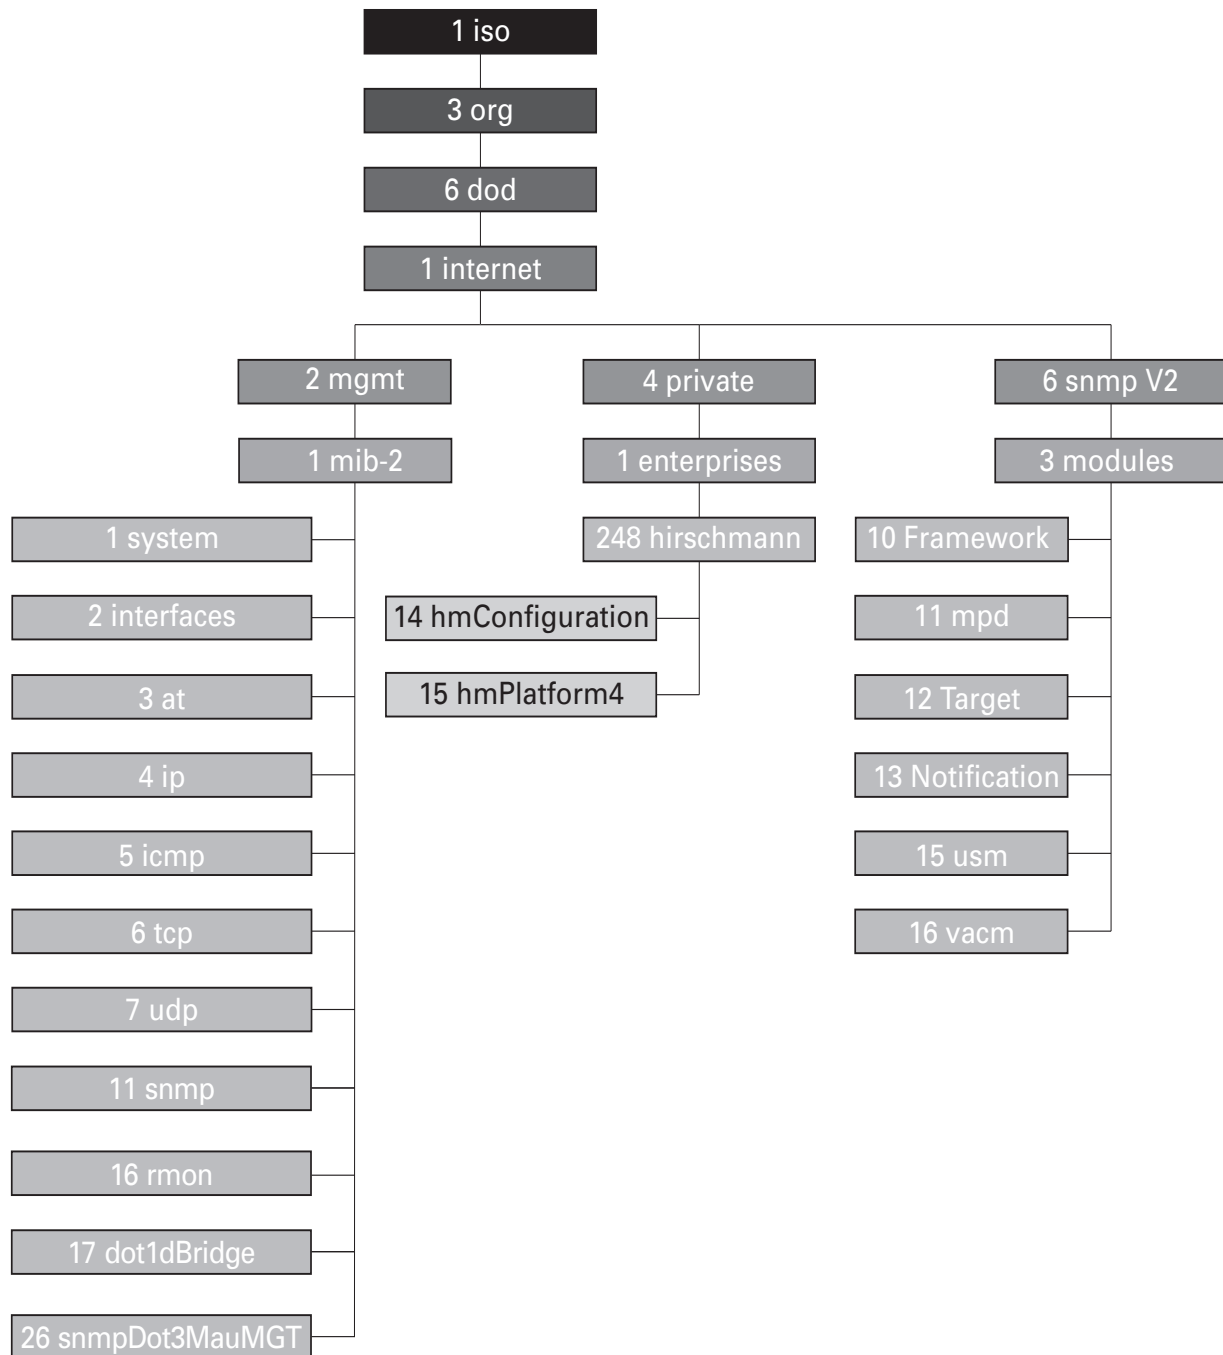 1 iso
3 org
6 dod
1 internet
2 mgmt
4 private
6 snmp V2
1 mib-2
1 enterprises
3 modules
1 system
248 hirschmann
10 Framework
2 interfaces
14 hmConfiguration
11 mpd
3 at
15 hmPlatform4
12 Target
4 ip
13 Notification
5 icmp
15 usm
6 tcp
16 vacm
7 udp
11 snmp
16 rmon
17 dot1dBridge
26 snmpDot3MauMGT